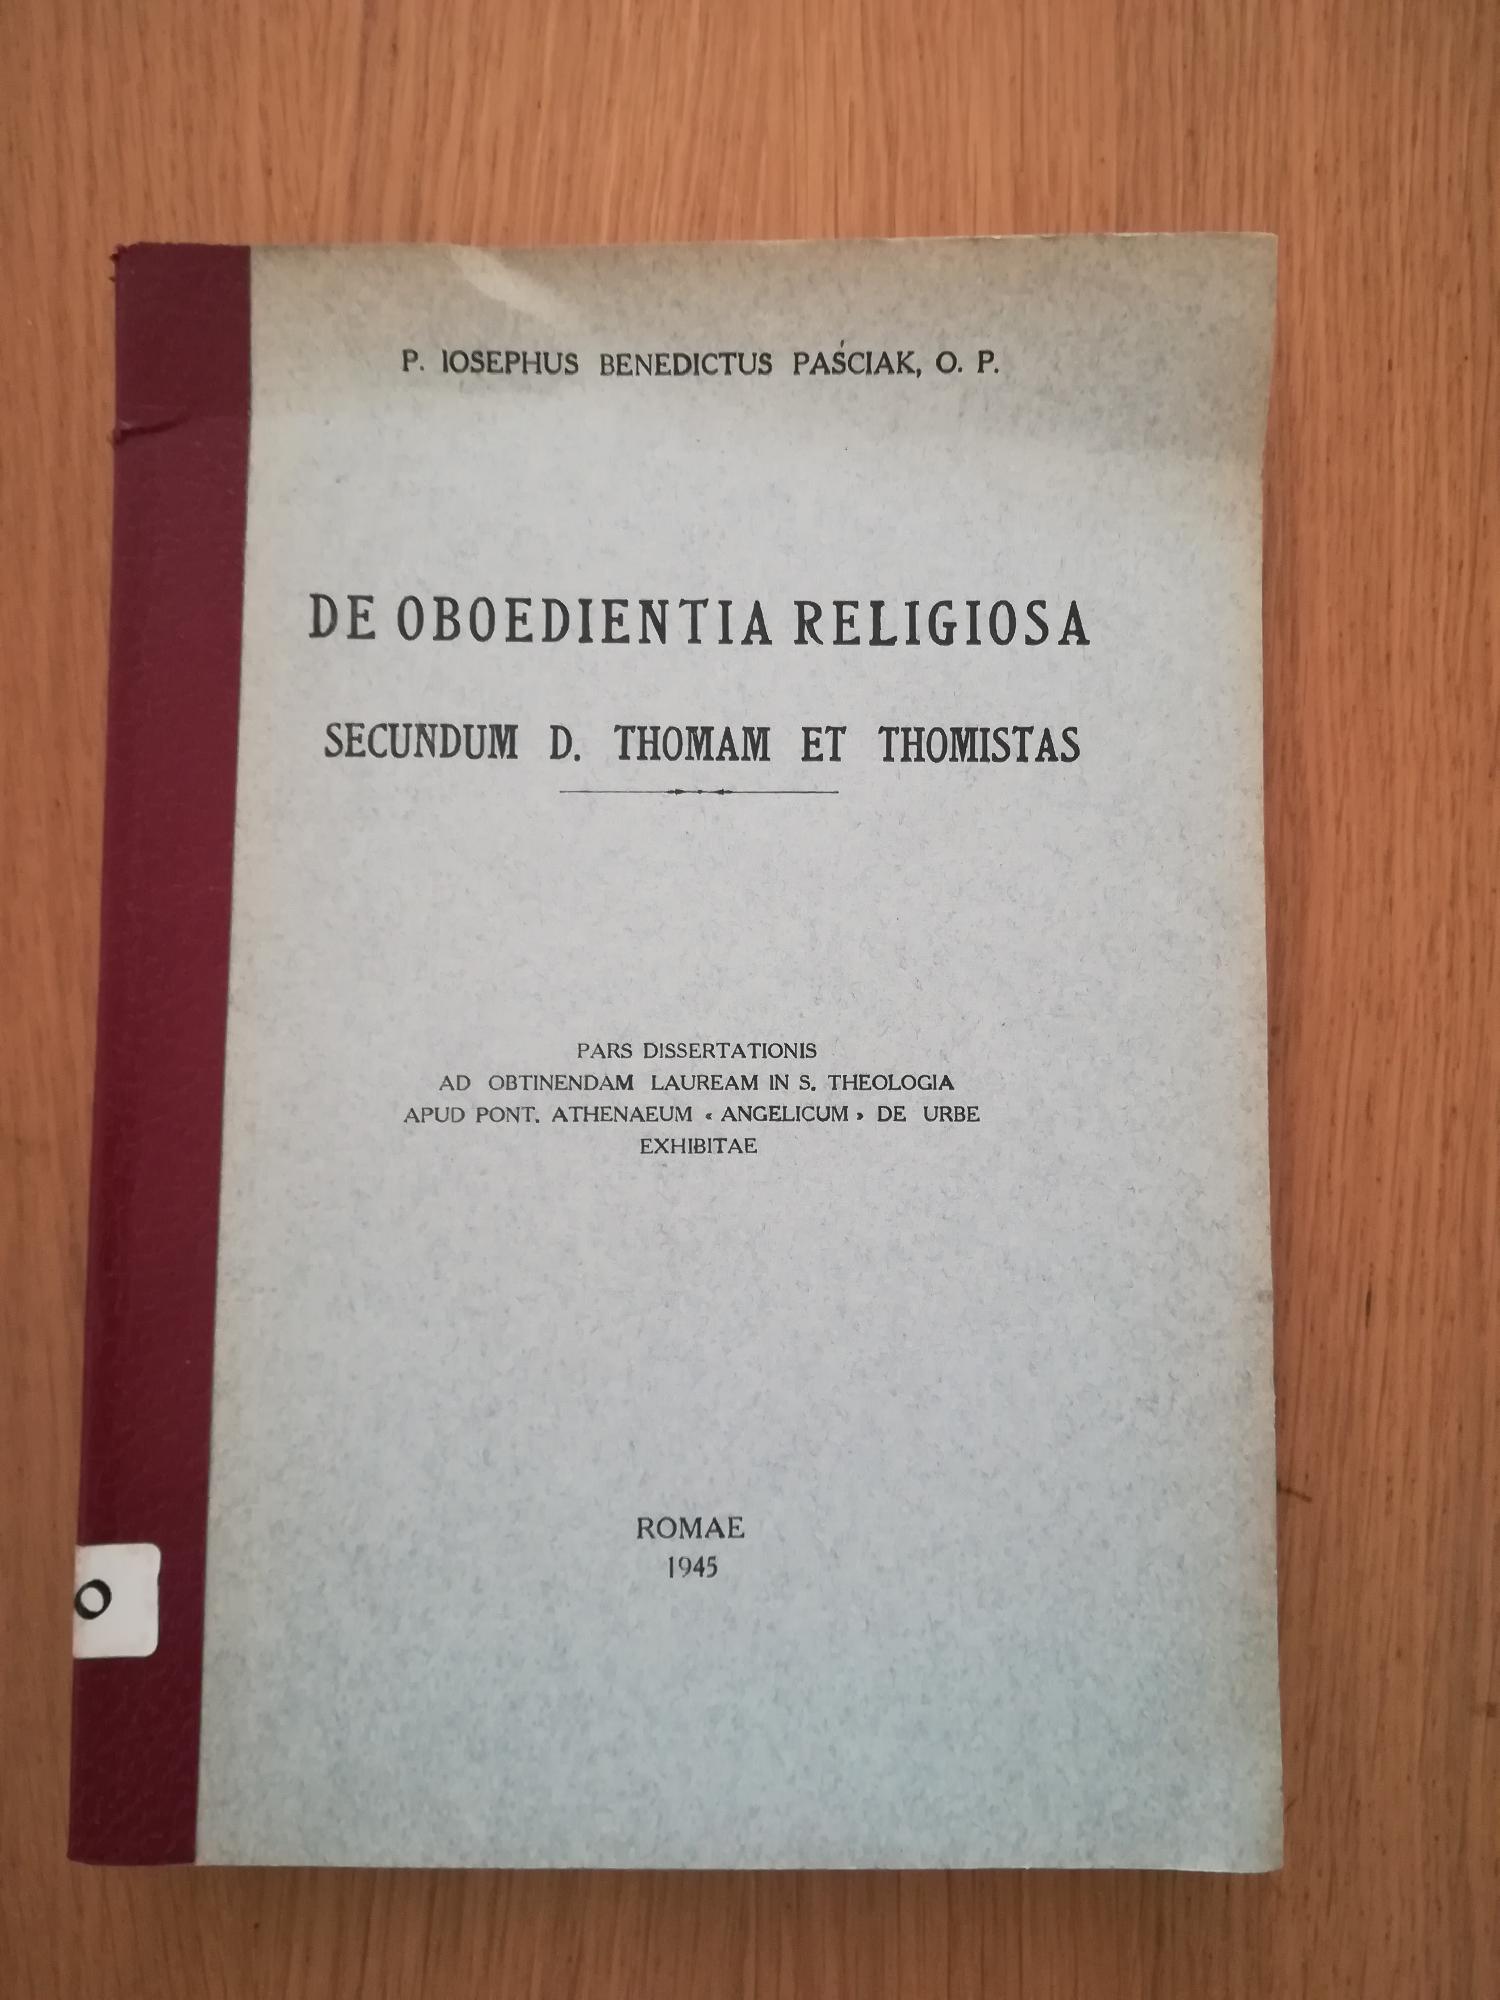 P. IOSEPHUS BENEDICTUS PAŚCIAK, O. P.
DE OBOEDIENTIA RELIGIOSA
SECUNDUM D. THOMAM ET THOMISTAS
PARS DISSERTATIONIS
AD OBTINENDAM LAUREAM IN S. THEOLOGIA
APUD PONT. ATHENAEUM « ANGELICUM » DE URBE
EXHIBITAE
ROMAE
1945
O